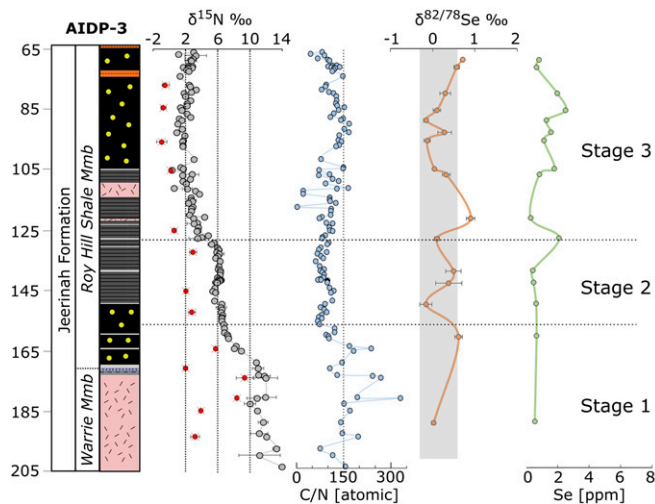 AIDP-3
δ15N ‰
-2 2 6 10 14
δ82/78Se ‰
-1 0 1 2
65
85
105
125
145
165
185
205
Jeerinah Formation
Roy Hill Shale Mmb
Warrie Mmb
Stage 3
Stage 2
Stage 1
0 150 300
C/N [atomic]
0 2 4 6 8
Se [ppm]